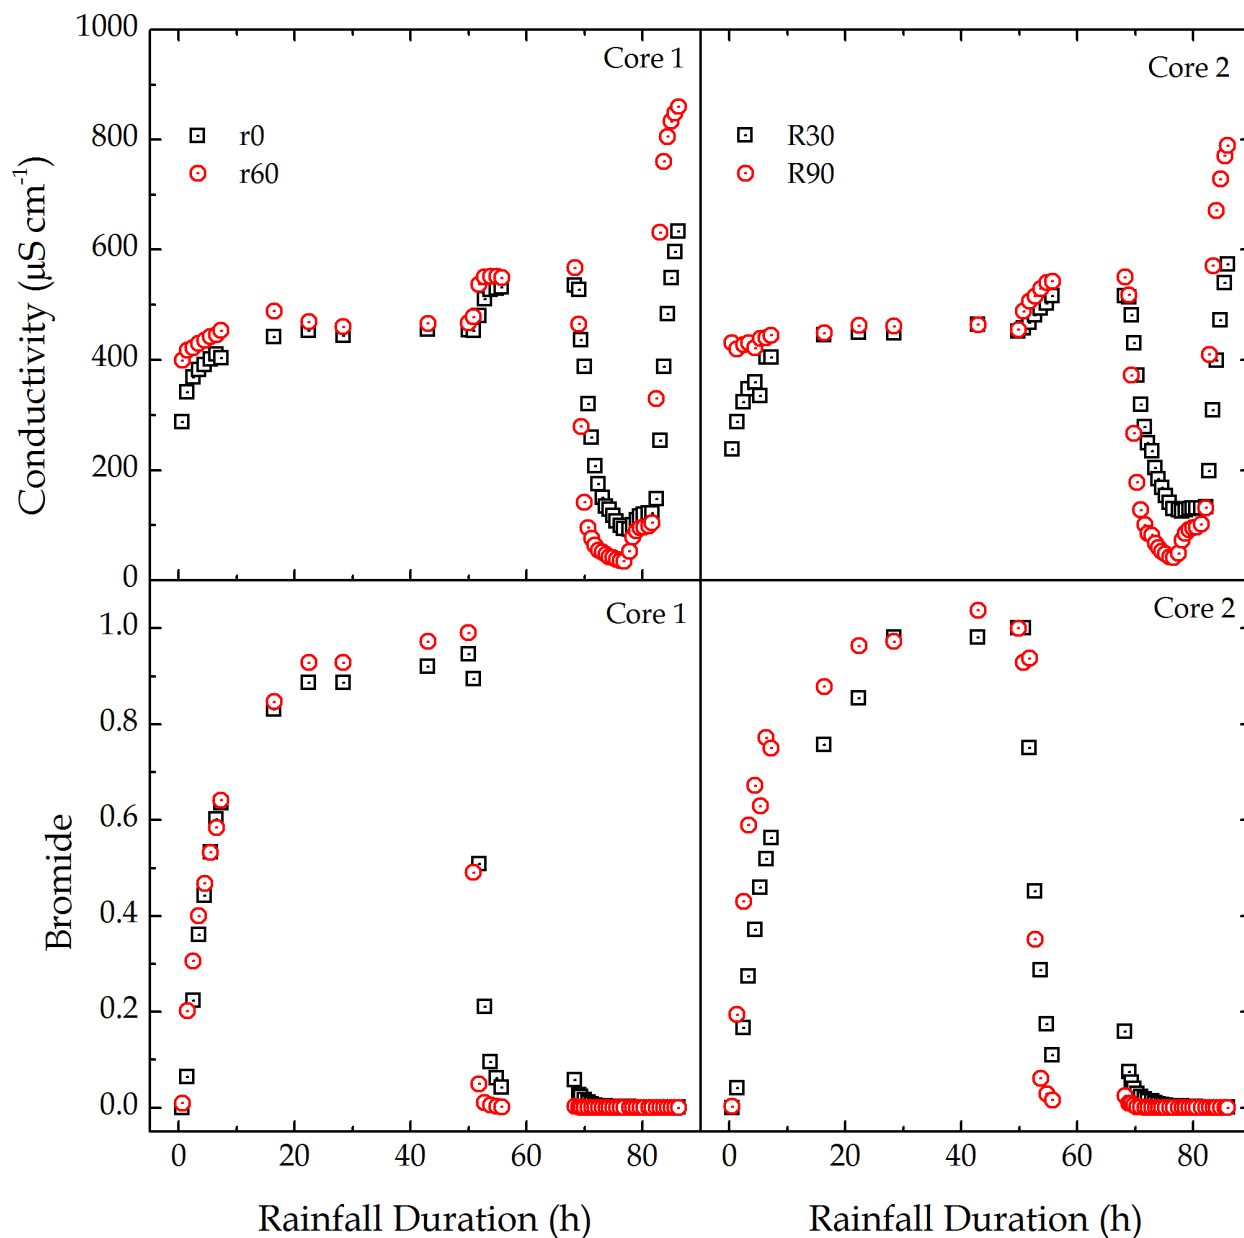 1000
800
600
400
200
0
Conductivity (μS cm⁻¹)
Core 1
r0
r60
Core 2
R30
R90
1.0
0.8
0.6
0.4
0.2
0.0
Bromide
Core 1
Core 2
0 20 40 60 80
0 20 40 60 80
Rainfall Duration (h)
Rainfall Duration (h)